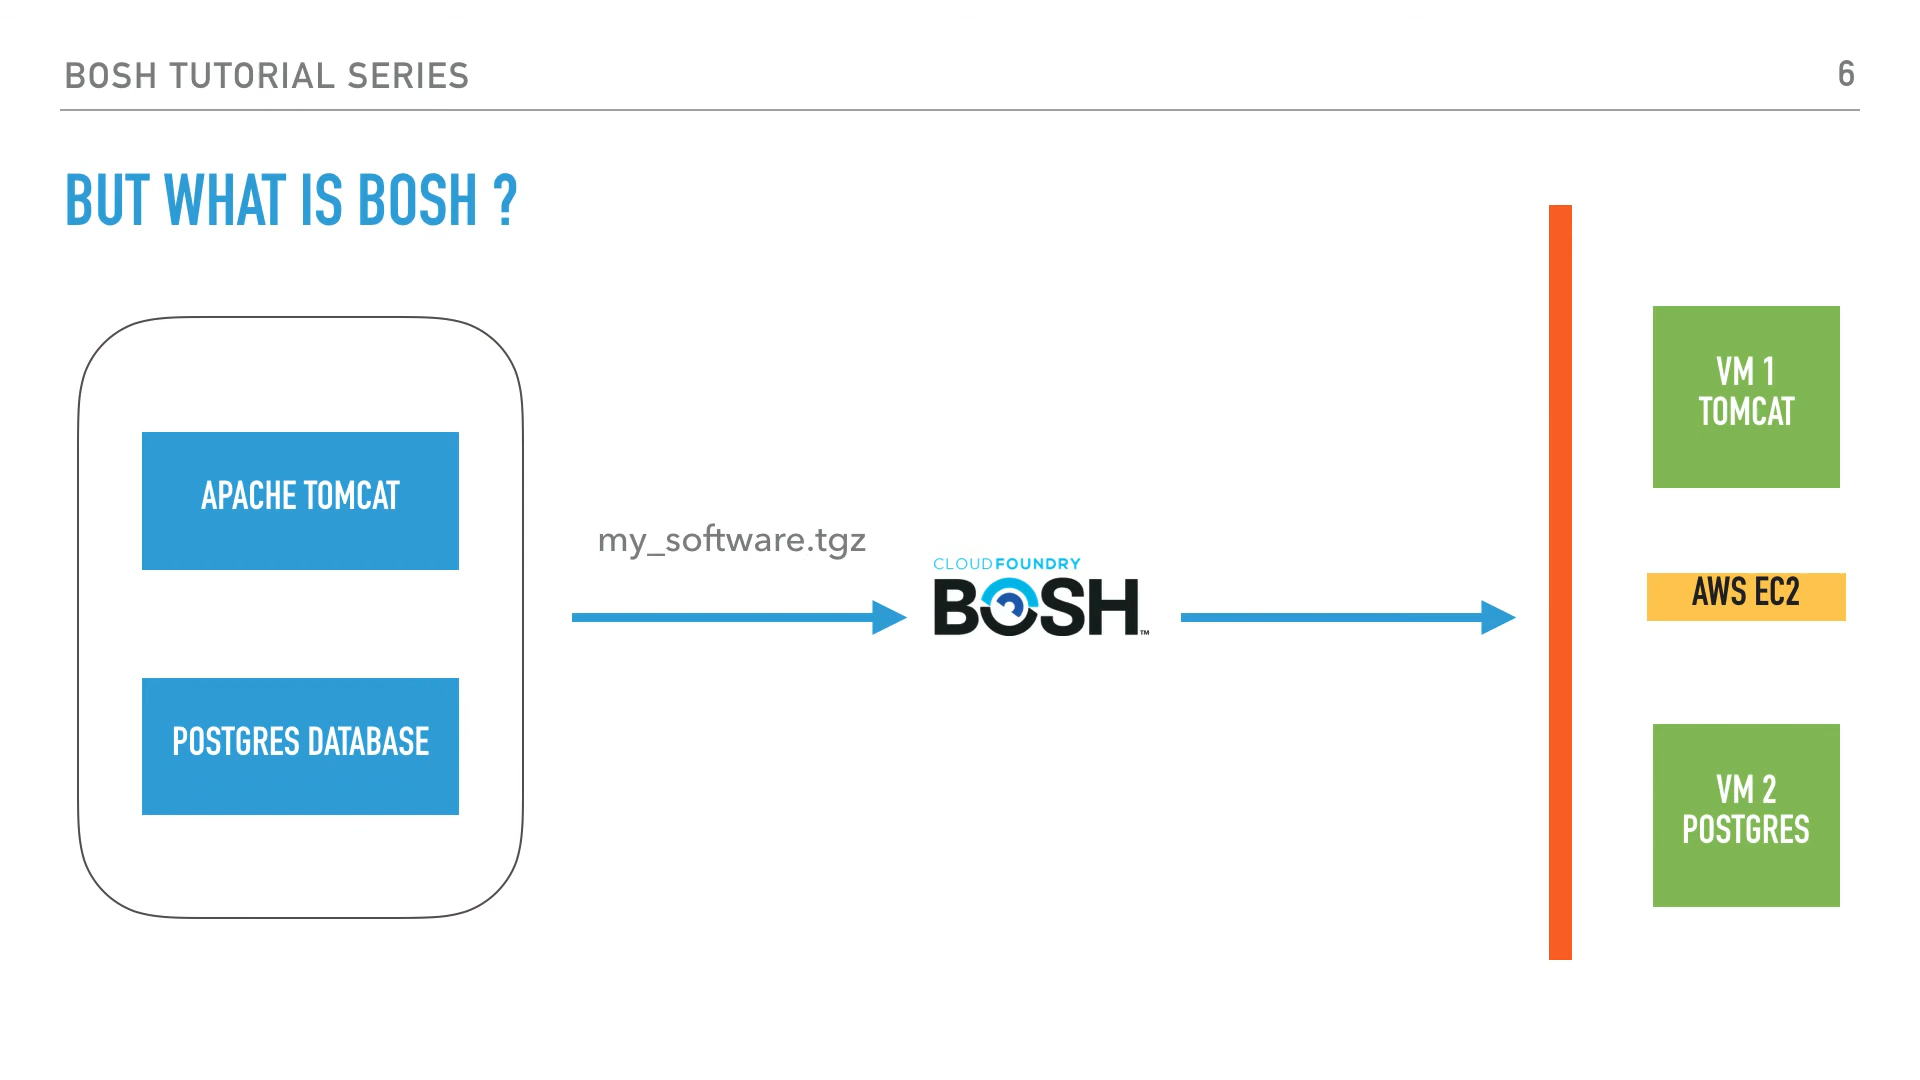 BOSH TUTORIAL SERIES
6
BUT WHAT IS BOSH ?
APACHE TOMCAT
POSTGRES DATABASE
my_software.tgz
CLOUDFOUNDRY
BOSH™
VM 1
TOMCAT
AWS EC2
VM 2
POSTGRES